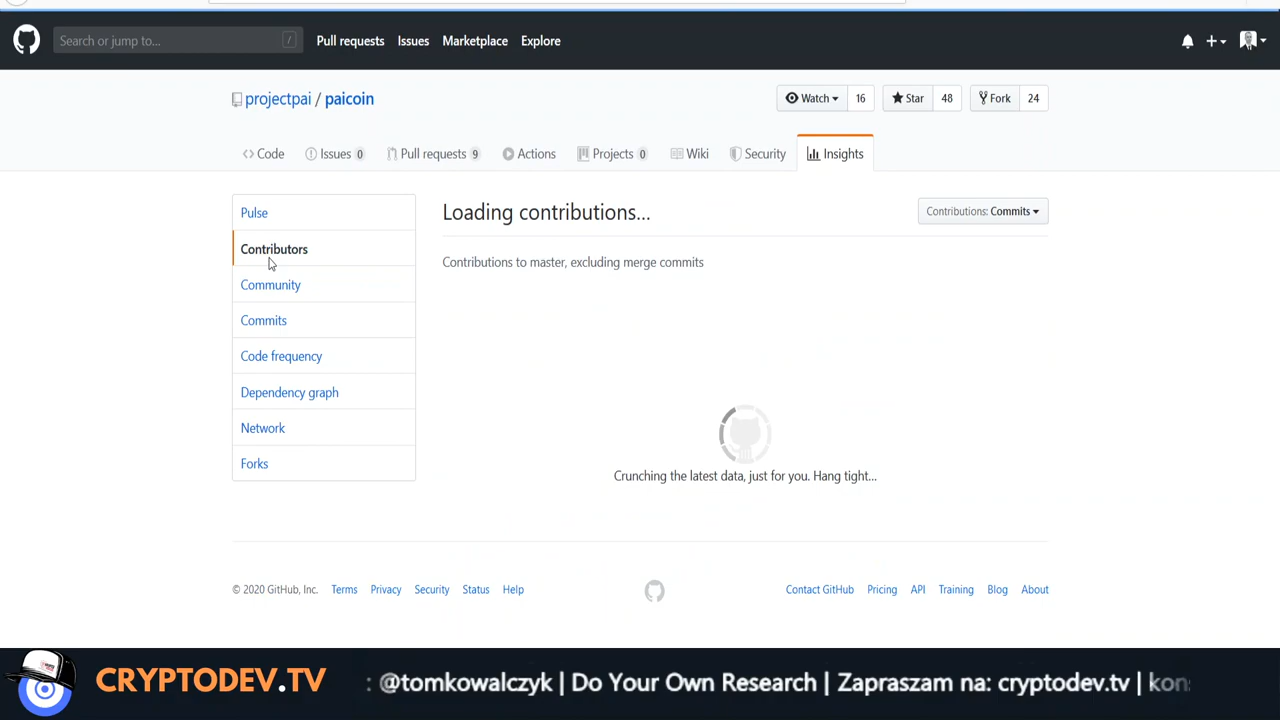 Search or jump to... /
Pull requests Issues Marketplace Explore
projectpai / paicoin
Watch 16 Star 48 Fork 24
Code Issues 0 Pull requests 9 Actions Projects 0 Wiki Security Insights
Pulse
Contributors
Community
Commits
Code frequency
Dependency graph
Network
Forks
Loading contributions...
Contributions: Commits
Contributions to master, excluding merge commits
Crunching the latest data, just for you. Hang tight...
© 2020 GitHub, Inc. Terms Privacy Security Status Help
Contact GitHub Pricing API Training Blog About
CRYPTODEV.TV : @tomkowalczyk | Do Your Own Research | Zapraszam na: cryptodev.tv |